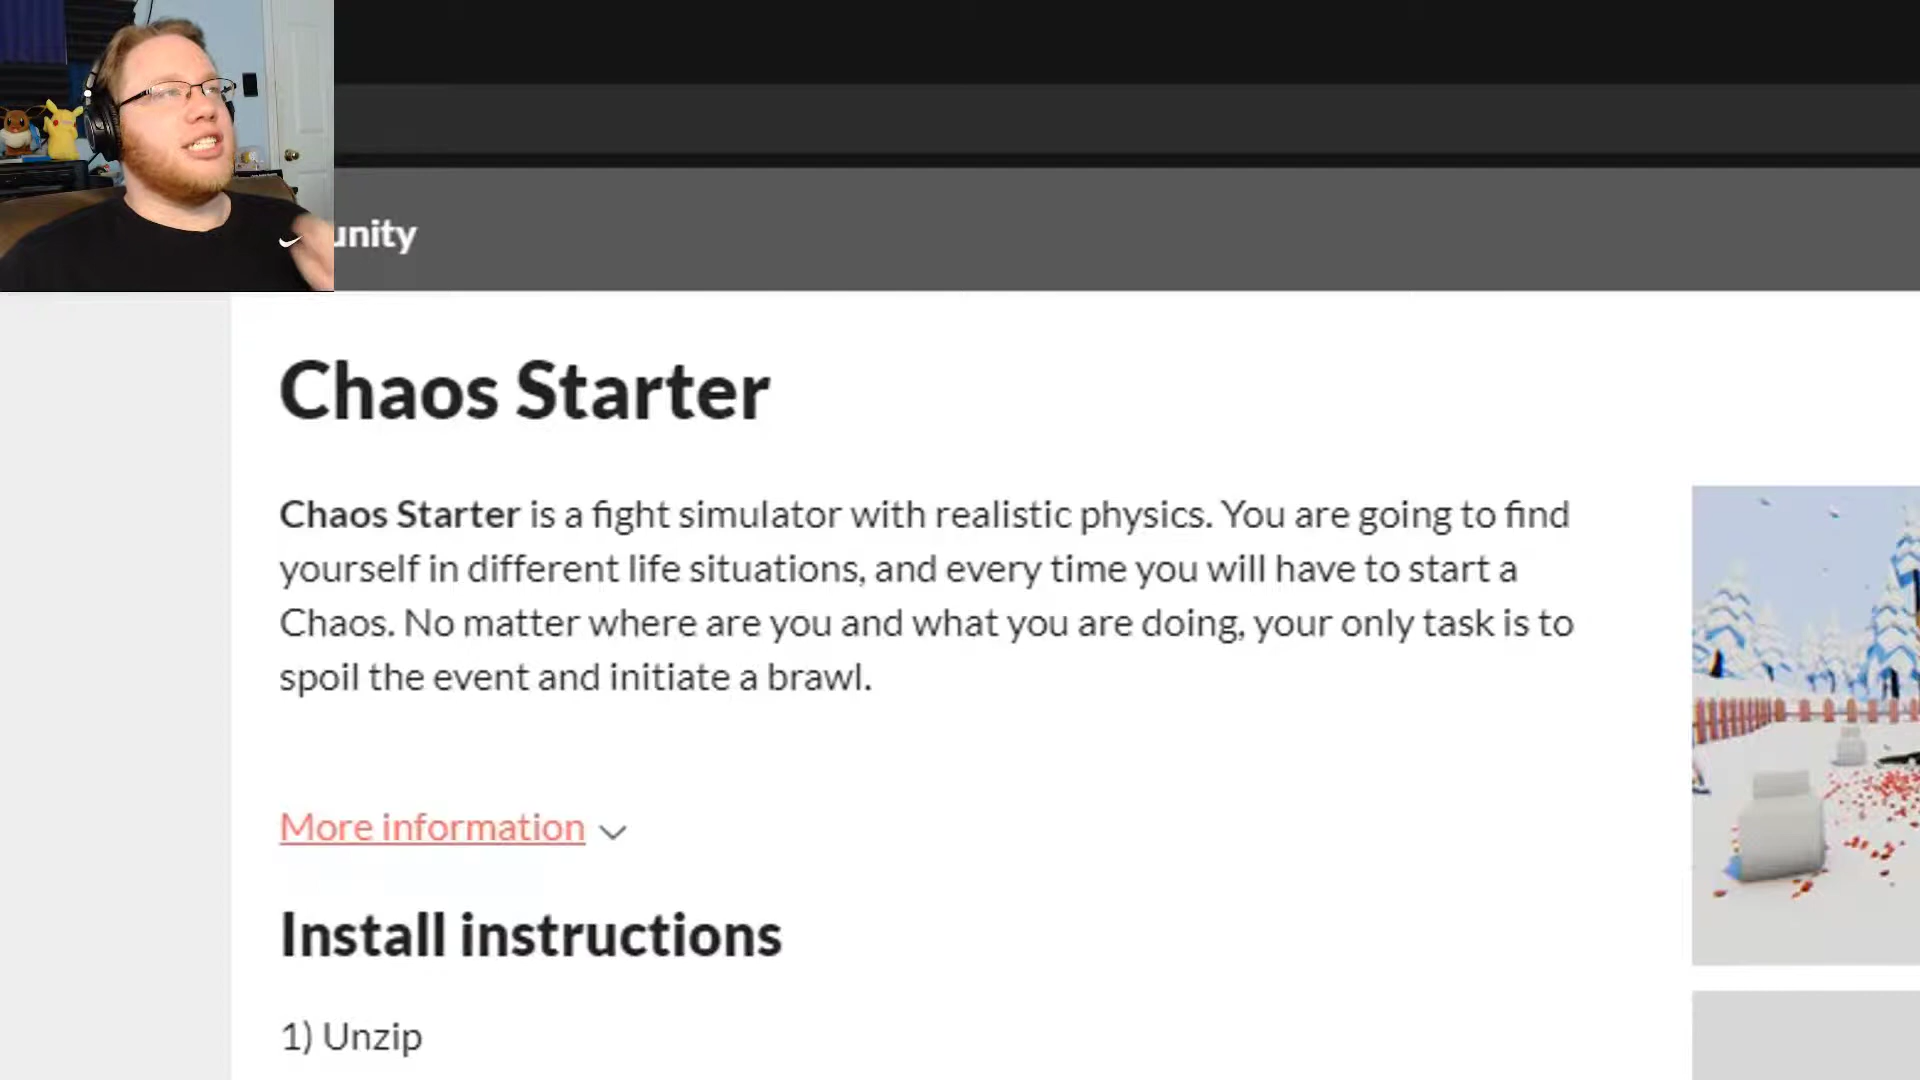 unity
Chaos Starter
Chaos Starter is a fight simulator with realistic physics. You are going to find
yourself in different life situations, and every time you will have to start a
Chaos. No matter where are you and what you are doing, your only task is to
spoil the event and initiate a brawl.
More information
Install instructions
1) Unzip